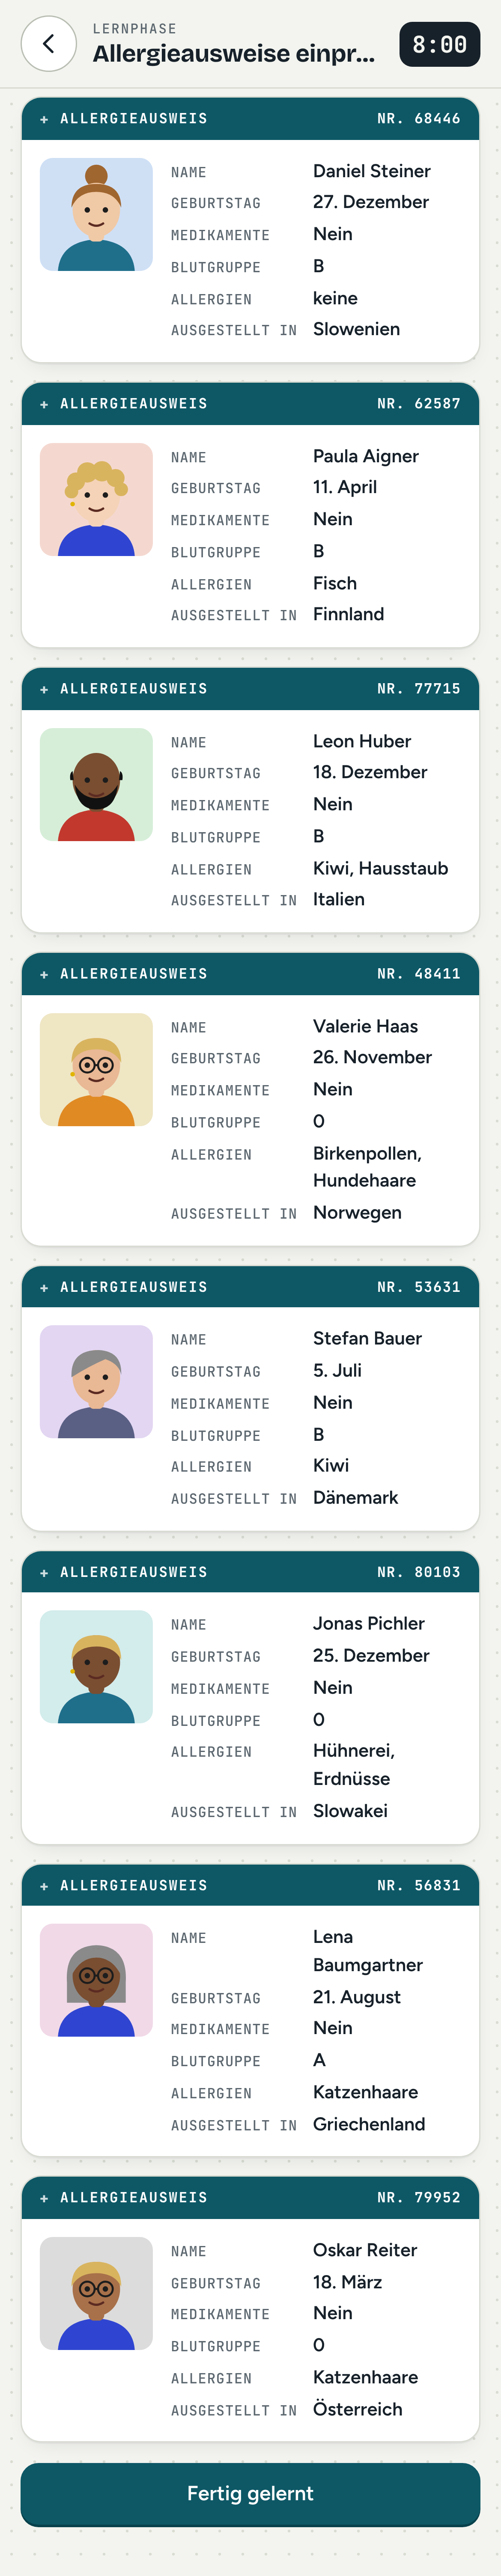 LERNPHASE
Allergieausweise einpr...
8:00
+ ALLERGIEAUSWEIS NR. 68446
NAME Daniel Steiner
GEBURTSTAG 27. Dezember
MEDIKAMENTE Nein
BLUTGRUPPE B
ALLERGIEN keine
AUSGESTELLT IN Slowenien
+ ALLERGIEAUSWEIS NR. 62587
NAME Paula Aigner
GEBURTSTAG 11. April
MEDIKAMENTE Nein
BLUTGRUPPE B
ALLERGIEN Fisch
AUSGESTELLT IN Finnland
+ ALLERGIEAUSWEIS NR. 77715
NAME Leon Huber
GEBURTSTAG 18. Dezember
MEDIKAMENTE Nein
BLUTGRUPPE B
ALLERGIEN Kiwi, Hausstaub
AUSGESTELLT IN Italien
+ ALLERGIEAUSWEIS NR. 48411
NAME Valerie Haas
GEBURTSTAG 26. November
MEDIKAMENTE Nein
BLUTGRUPPE 0
ALLERGIEN Birkenpollen,
Hundehaare
AUSGESTELLT IN Norwegen
+ ALLERGIEAUSWEIS NR. 53631
NAME Stefan Bauer
GEBURTSTAG 5. Juli
MEDIKAMENTE Nein
BLUTGRUPPE B
ALLERGIEN Kiwi
AUSGESTELLT IN Dänemark
+ ALLERGIEAUSWEIS NR. 80103
NAME Jonas Pichler
GEBURTSTAG 25. Dezember
MEDIKAMENTE Nein
BLUTGRUPPE 0
ALLERGIEN Hühnerei,
Erdnüsse
AUSGESTELLT IN Slowakei
+ ALLERGIEAUSWEIS NR. 56831
NAME Lena
Baumgartner
GEBURTSTAG 21. August
MEDIKAMENTE Nein
BLUTGRUPPE A
ALLERGIEN Katzenhaare
AUSGESTELLT IN Griechenland
+ ALLERGIEAUSWEIS NR. 79952
NAME Oskar Reiter
GEBURTSTAG 18. März
MEDIKAMENTE Nein
BLUTGRUPPE 0
ALLERGIEN Katzenhaare
AUSGESTELLT IN Österreich
Fertig gelernt